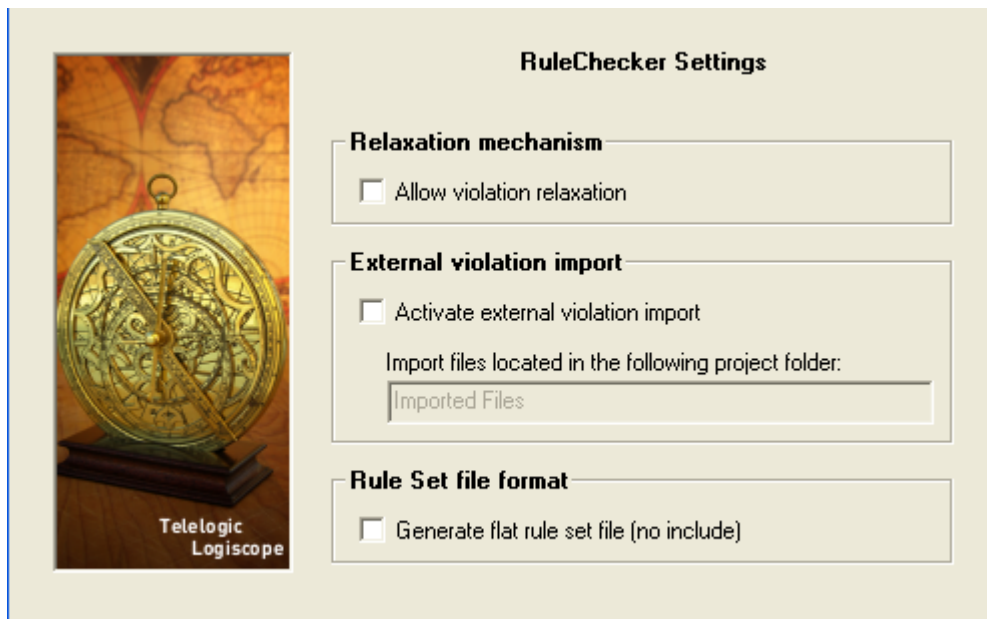 RuleChecker Settings
Relaxation mechanism
Allow violation relaxation
External violation import
Activate external violation import
Import files located in the following project folder:
Imported Files
Rule Set file format
Generate flat rule set file (no include)
Telelogic
Logiscope